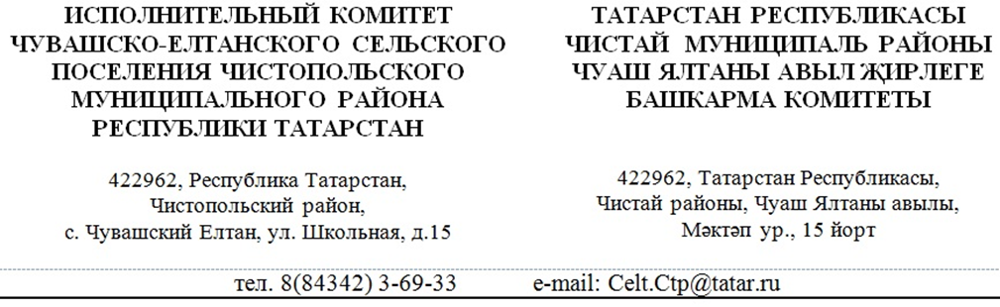 ИСПОЛНИТЕЛЬНЫЙ КОМИТЕТ
ЧУВАШСКО-ЕЛТАНСКОГО СЕЛЬСКОГО
ПОСЕЛЕНИЯ ЧИСТОПОЛЬСКОГО
МУНИЦИПАЛЬНОГО РАЙОНА
РЕСПУБЛИКИ ТАТАРСТАН
422962, Республика Татарстан,
Чистопольский район,
с. Чувашский Елтан, ул. Школьная, д.15
ТАТАРСТАН РЕСПУБЛИКАСЫ
ЧИСТАЙ МУНИЦИПАЛЬ РАЙОНЫ
ЧУАШ ЯЛТАНЫ АВЫЛ ҖИРЛЕГЕ
БАШКАРМА КОМИТЕТЫ
422962, Татарстан Республикасы,
Чистай районы, Чуаш Ялтаны авылы,
Мәктәп ур., 15 йорт
тел. 8(84342) 3-69-33 e-mail: Celt.Ctp@tatar.ru